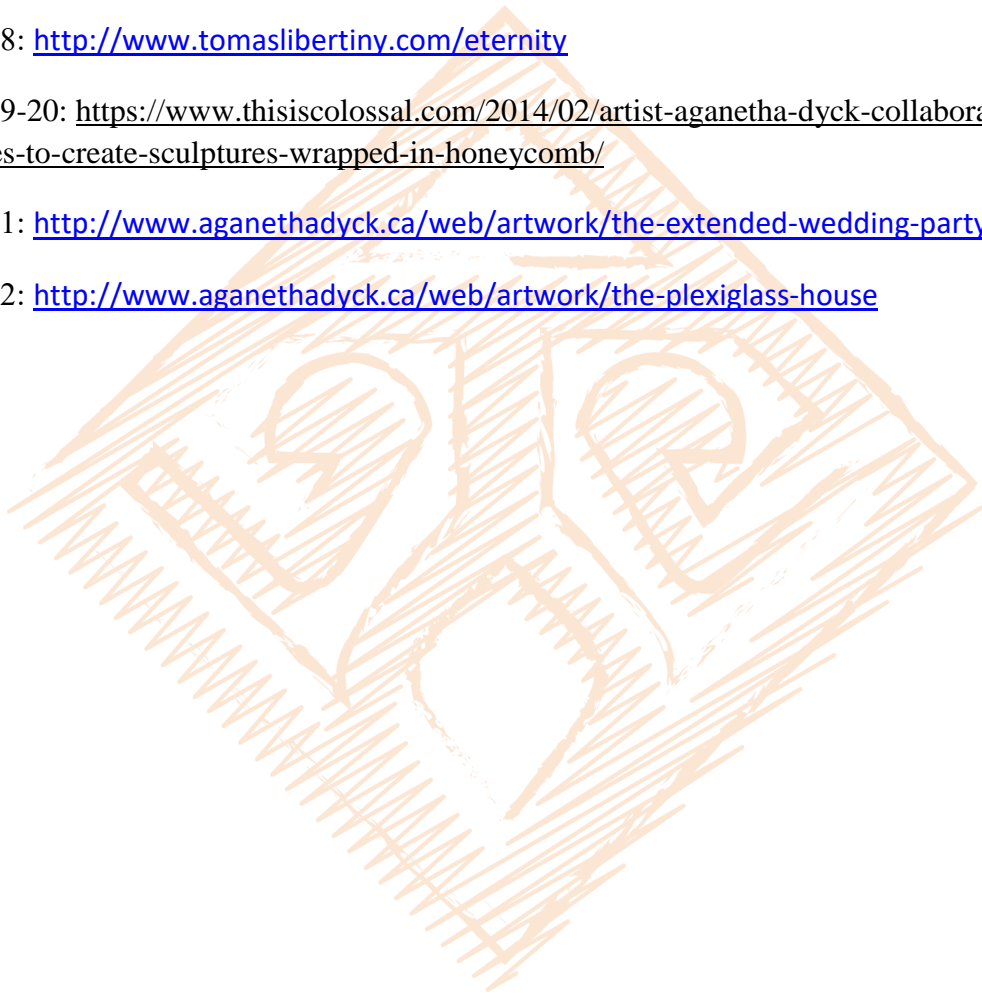 8: http://www.tomaslibertiny.com/eternity
9-20: https://www.thisiscolossal.com/2014/02/artist-aganetha-dyck-collabora
es-to-create-sculptures-wrapped-in-honeycomb/
1: http://www.aganethadyck.ca/web/artwork/the-extended-wedding-party
2: http://www.aganethadyck.ca/web/artwork/the-plexiglass-house